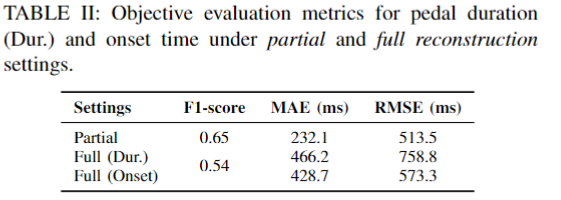 TABLE II: Objective evaluation metrics for pedal duration
(Dur.) and onset time under partial and full reconstruction
settings.
Settings F1-score MAE (ms) RMSE (ms)
Partial 0.65 232.1 513.5
Full (Dur.) 0.54 466.2 758.8
Full (Onset) 428.7 573.3